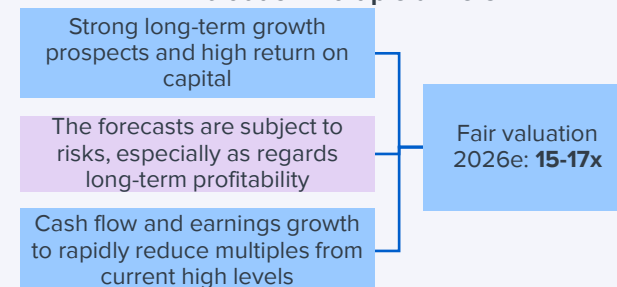 Strong long-term growth
prospects and high return on
capital
The forecasts are subject to
risks, especially as regards
long-term profitability
Cash flow and earnings growth
to rapidly reduce multiples from
current high levels
Fair valuation
2026e: 15-17x